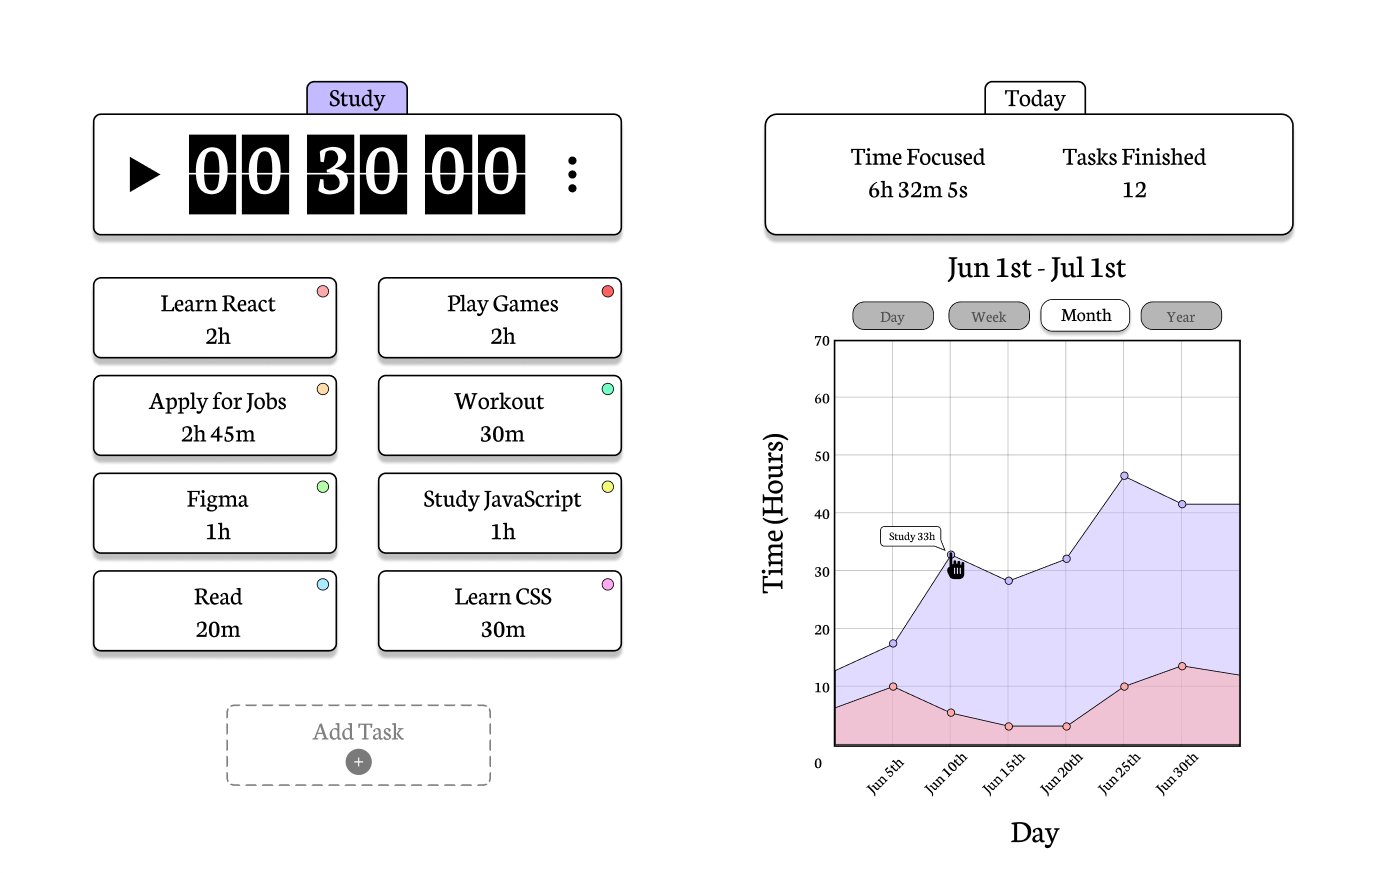 Study
00 30 00
Learn React
2h
Play Games
2h
Apply for Jobs
2h 45m
Workout
30m
Figma
1h
Study JavaScript
1h
Read
20m
Learn CSS
30m
Add Task
+
Today
Time Focused
6h 32m 5s
Tasks Finished
12
Jun 1st - Jul 1st
Day
Week
Month
Year
Time (Hours)
70
60
50
40
30
20
10
0
Study 33h
Jun 5th
Jun 10th
Jun 15th
Jun 20th
Jun 25th
Jun 30th
Day